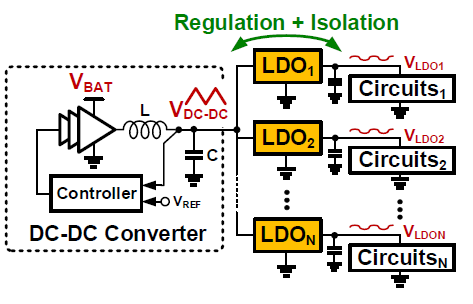 Regulation + Isolation
V_BAT
L
V_DC-DC
C
Controller
V_REF
DC-DC Converter
LDO_1
V_LDO1
Circuits_1
LDO_2
V_LDO2
Circuits_2
LDO_N
V_LDON
Circuits_N